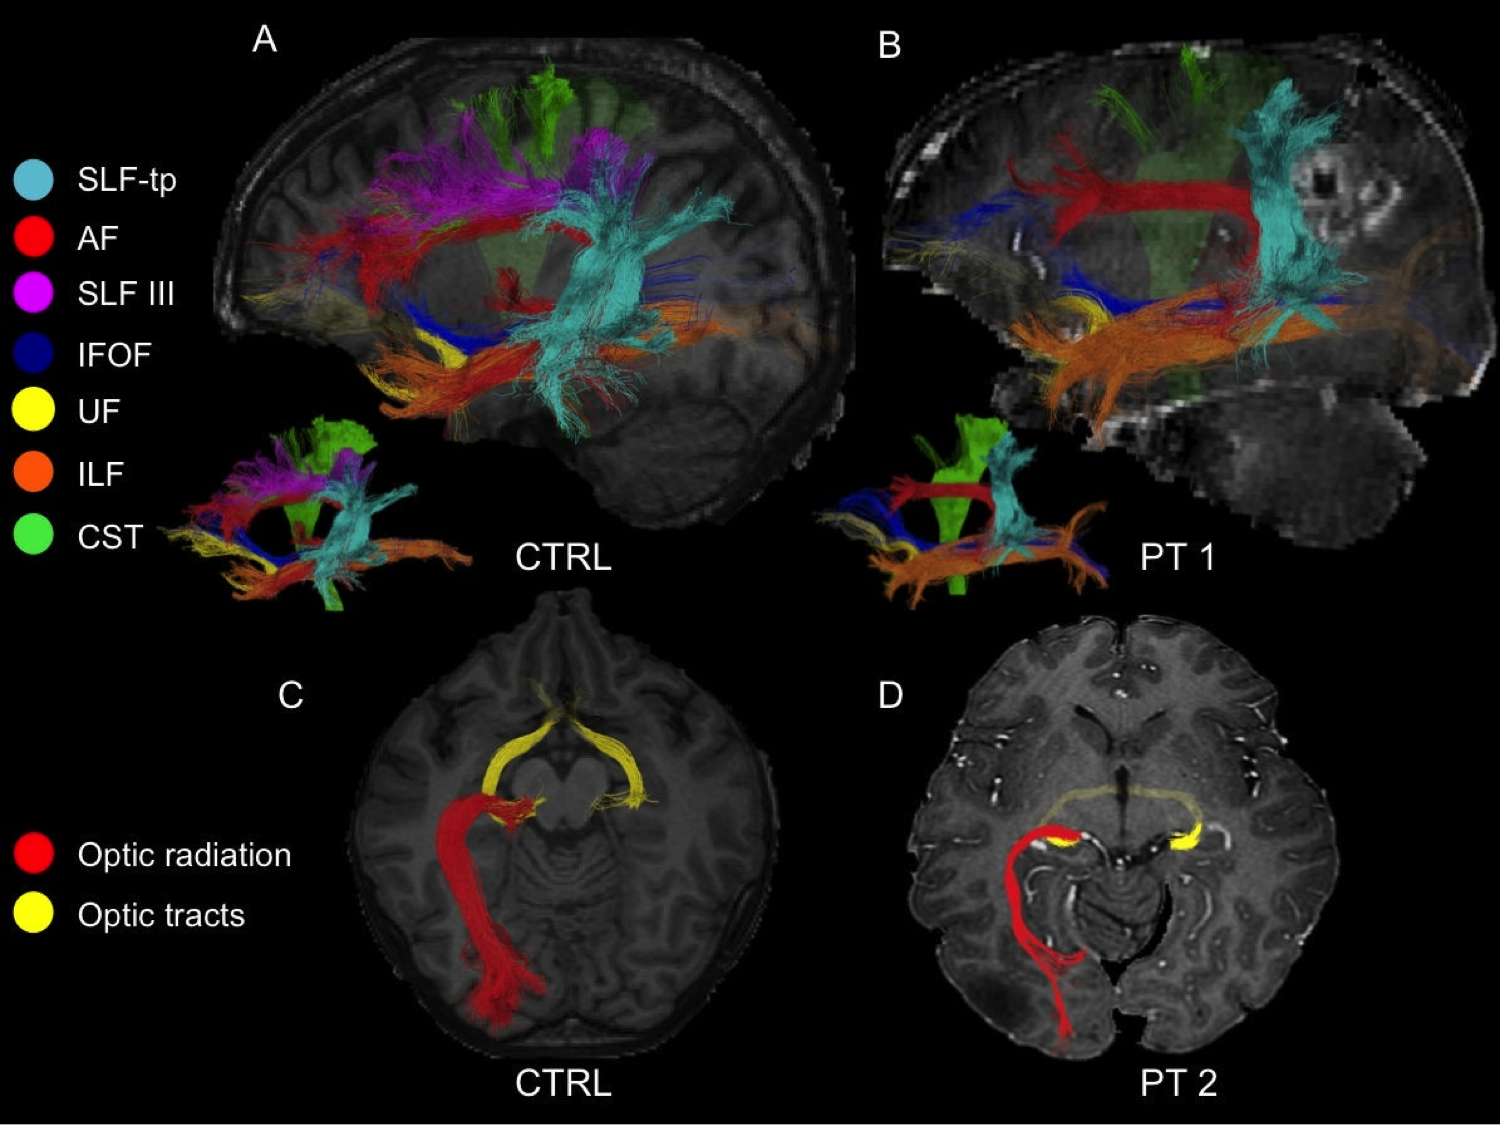 A
B
SLF-tp
AF
SLF III
IFOF
UF
ILF
CST
CTRL
PT 1
C
D
Optic radiation
Optic tracts
CTRL
PT 2